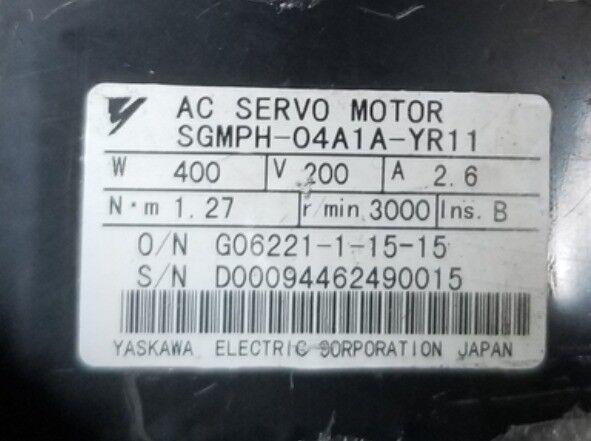 AC SERVO MOTOR
SGMPH-04A1A-YR11
W 400 V 200 A 2.6
N·m 1.27 r/min 3000 Ins. B
O/N G06221-1-15-15
S/N D00094462490015
YASKAWA ELECTRIC CORPORATION JAPAN